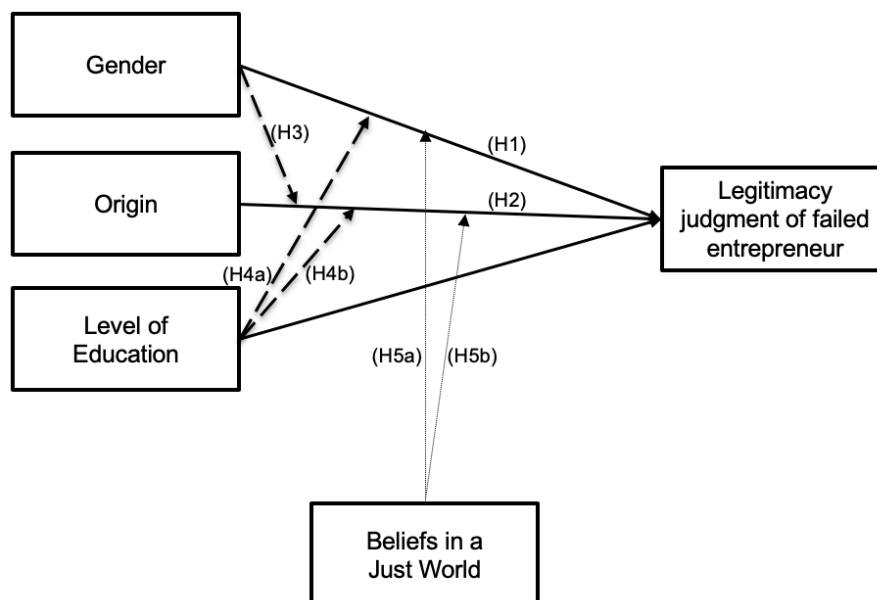 Gender
(H3)
(H1)
Origin
(H2)
Legitimacy
judgment of failed
entrepreneur
(H4a)
(H4b)
Level of
Education
(H5a)
(H5b)
Beliefs in a
Just World